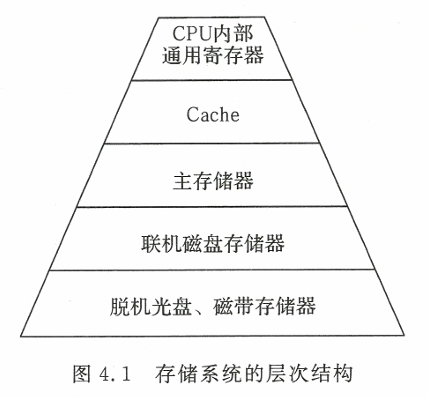 CPU内部
通用寄存器
Cache
主存储器
联机磁盘存储器
脱机光盘、磁带存储器
图 4.1 存储系统的层次结构